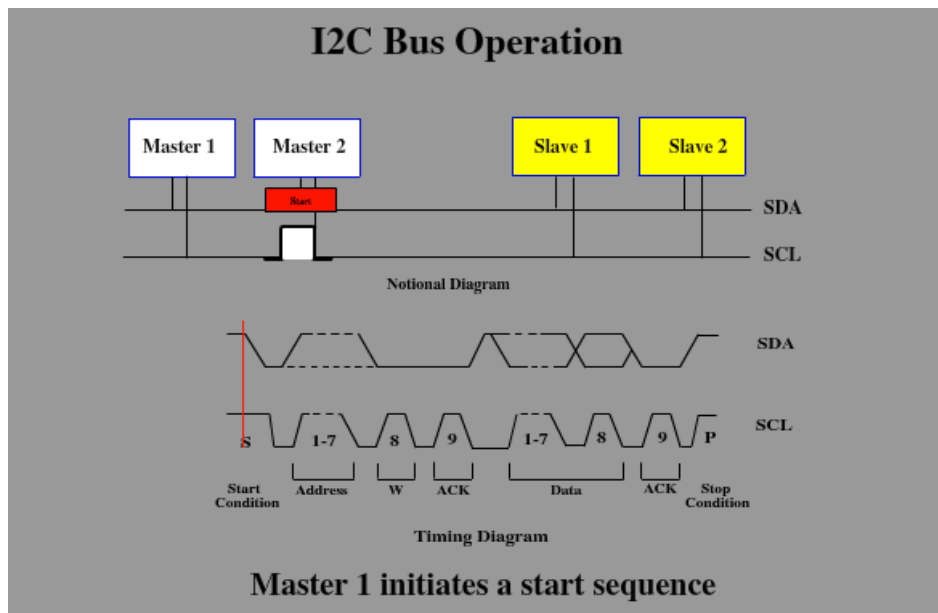 I2C Bus Operation
Master 1 Master 2 Slave 1 Slave 2
Start
SDA
SCL
Notional Diagram
SDA
SCL
S 1-7 8 9 1-7 8 9 P
Start Condition Address W ACK Data ACK Stop Condition
Timing Diagram
Master 1 initiates a start sequence